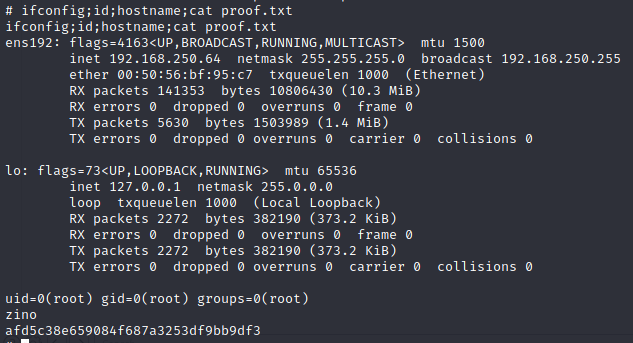 # ifconfig;id;hostname;cat proof.txt
ifconfig;id;hostname;cat proof.txt
ens192: flags=4163<UP,BROADCAST,RUNNING,MULTICAST>  mtu 1500
        inet 192.168.250.64  netmask 255.255.255.0  broadcast 192.168.250.255
        ether 00:50:56:bf:95:c7  txqueuelen 1000  (Ethernet)
        RX packets 141353  bytes 10806430 (10.3 MiB)
        RX errors 0  dropped 0  overruns 0  frame 0
        TX packets 5630  bytes 1503989 (1.4 MiB)
        TX errors 0  dropped 0 overruns 0  carrier 0  collisions 0

lo: flags=73<UP,LOOPBACK,RUNNING>  mtu 65536
        inet 127.0.0.1  netmask 255.0.0.0
        loop  txqueuelen 1000  (Local Loopback)
        RX packets 2272  bytes 382190 (373.2 KiB)
        RX errors 0  dropped 0  overruns 0  frame 0
        TX packets 2272  bytes 382190 (373.2 KiB)
        TX errors 0  dropped 0 overruns 0  carrier 0  collisions 0

uid=0(root) gid=0(root) groups=0(root)
zino
afd5c38e659084f687a3253df9bb9df3
#